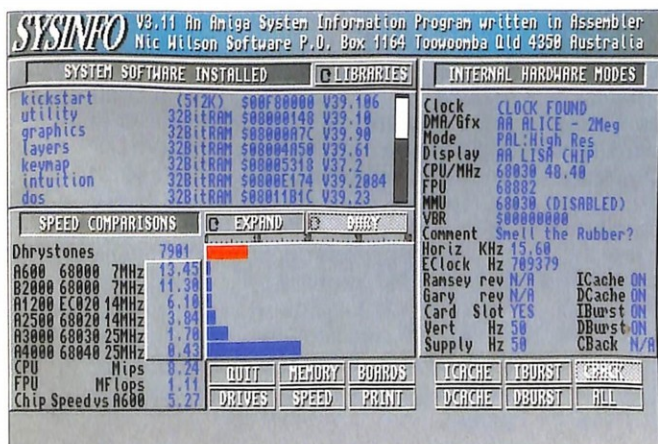 SYSINFO
V3.11 An Amiga System Information Program written in Assembler
Nic Wilson Software P.O. Box 1164 Toowoomba Qld 4350 Australia
SYSTEM SOFTWARE INSTALLED
LIBRARIES
kickstart (512K) $00F80000 V39.106
utility 32BitRAM $08000148 V39.10
graphics 32BitRAM $08000A7C V39.90
layers 32BitRAM $08004A50 V39.61
keymap 32BitRAM $08005318 V37.2
intuition 32BitRAM $0800E174 V39.2084
dos 32BitRAM $08011B1C V39.23
INTERNAL HARDWARE MODES
Clock CLOCK FOUND
DMA/Gfx AA ALICE - 2Meg
Mode PAL:High Res
Display AA LISA CHIP
CPU/MHz 68030 48.40
FPU 68882
MMU 68030 (DISABLED)
VBR $00000000
Comment Smell the Rubber?
Horiz KHz 15.60
EClock Hz 709379
Ramsey rev N/A ICache ON
Gary rev N/A DCache ON
Card Slot YES IBurst ON
Vert Hz 50 DBurst ON
Supply Hz 50 CBack N/A
SPEED COMPARISONS
EXPAND
Dhrystones 7901
A600 68000 7MHz 13.45
B2000 68000 7MHz 11.30
A1200 EC020 14MHz 6.10
A2500 68020 14MHz 3.84
A3000 68030 25MHz 1.70
A4000 68040 25MHz 0.43
CPU Mips 8.24
FPU MFlops 1.11
Chip Speed vs A600 5.27
QUIT MEMORY BOARDS
DRIVES SPEED PRINT
ICACHE IBURST CBACK
DCACHE DBURST ALL